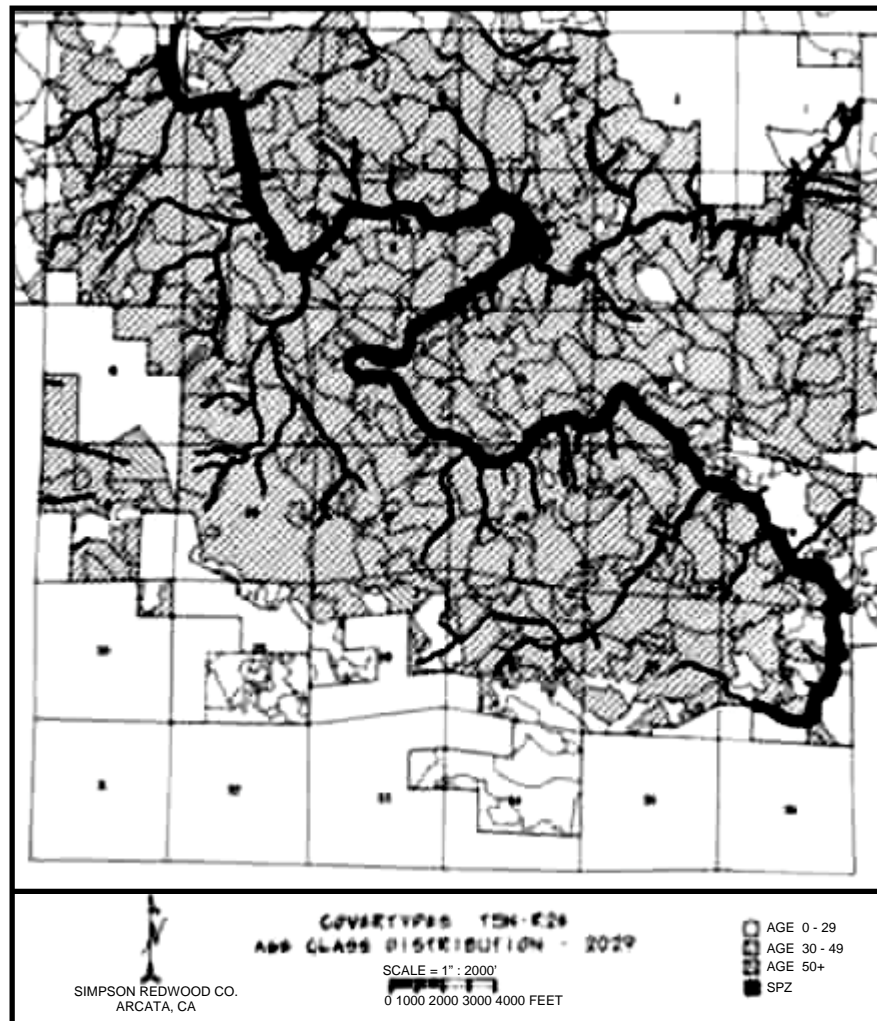 COVERTYPES T5N-R2E
AGE CLASS DISTRIBUTION - 2029
SCALE = 1" : 2000'
0 1000 2000 3000 4000 FEET
SIMPSON REDWOOD CO.
ARCATA, CA
AGE 0 - 29
AGE 30 - 49
AGE 50+
SPZ